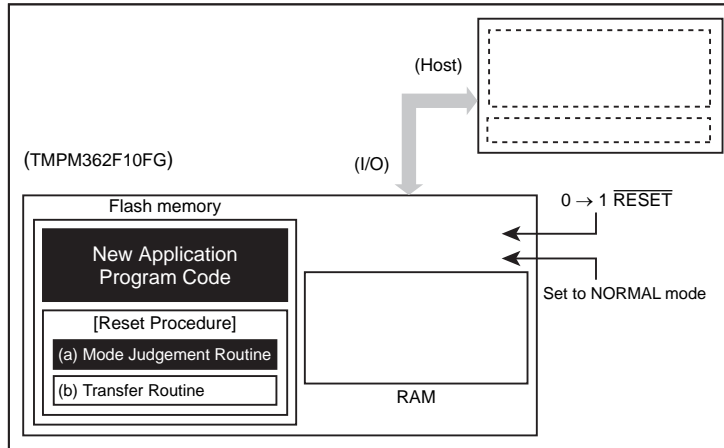 (Host)
(TMPM362F10FG)
(I/O)
Flash memory
0 → 1 RESET
New Application
Program Code
Set to NORMAL mode
[Reset Procedure]
(a) Mode Judgement Routine
(b) Transfer Routine
RAM